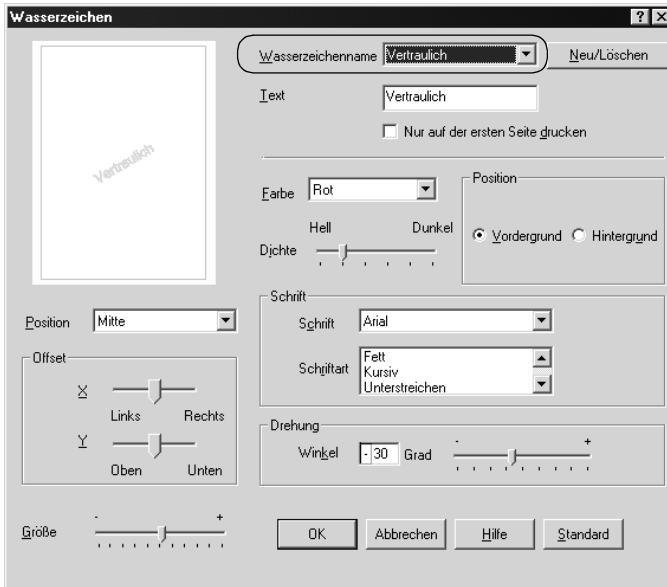 Wasserzeichen
Wasserzeichenname Vertraulich Neu/Löschen
Text Vertraulich
Nur auf der ersten Seite drucken
Vertraulich
Farbe Rot
Position
Hell Dunkel
Vordergrund Hintergrund
Dichte
Position Mitte
Schrift
Schrift Arial
Schriftart Fett
Kursiv
Unterstreichen
Offset
X
Links Rechts
Y
Oben Unten
Drehung
Winkel - 30 Grad - +
Größe - +
OK Abbrechen Hilfe Standard